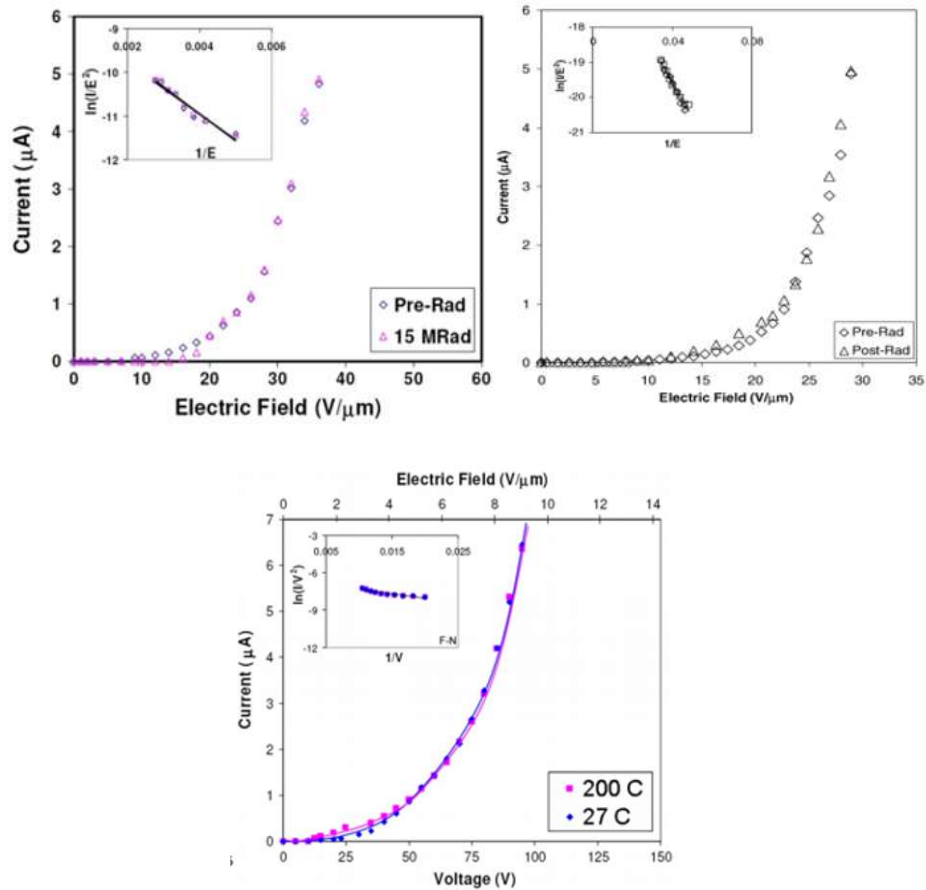 6
5
4
3
2
1
0
Current (μA)
0 10 20 30 40 50 60
Electric Field (V/μm)
Pre-Rad
15 MRad
-9
-10
-11
-12
0.002 0.004 0.006
ln(I/E²)
1/E
6
5
4
3
2
1
0
Current (μA)
0 5 10 15 20 25 30 35
Electric Field (V/μm)
Pre-Rad
Post-Rad
-18
-19
-20
-21
0 0.04 0.08
ln(I/E²)
1/E
Electric Field (V/μm)
0 2 4 6 8 10 12 14
7
6
5
4
3
2
1
0
Current (μA)
0 25 50 75 100 125 150
Voltage (V)
200 C
27 C
-3
-6
-9
-12
0.005 0.015 0.025
ln(I/V²)
F-N
1/V